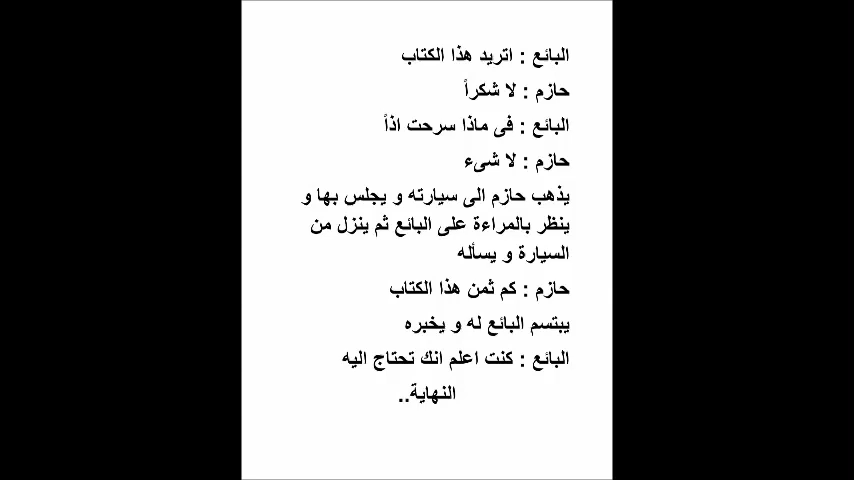 البائع : اتريد هذا الكتاب
حازم : لا شكراً
البائع : فى ماذا سرحت اذاً
حازم : لا شىء
يذهب حازم الى سيارته و يجلس بها و
ينظر بالمراءة على البائع ثم ينزل من
السيارة و يسأله
حازم : كم ثمن هذا الكتاب
يبتسم البائع له و يخبره
البائع : كنت اعلم انك تحتاج اليه
النهاية..